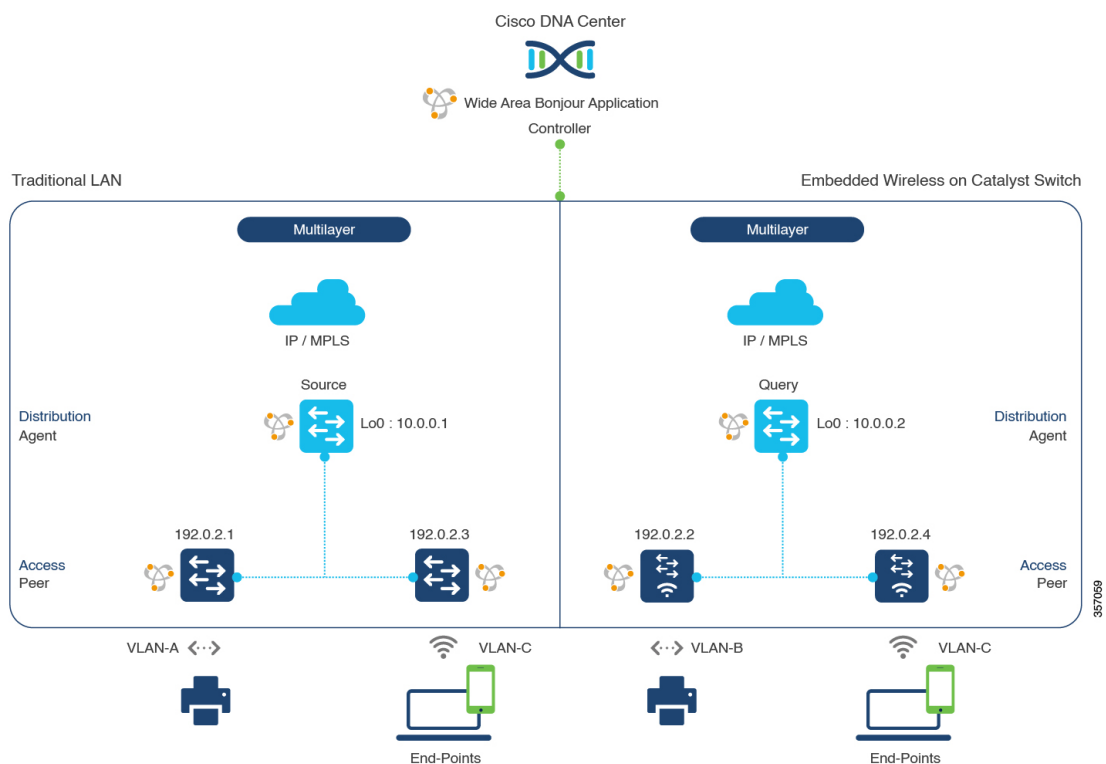 Cisco DNA Center
Wide Area Bonjour Application
Controller
Traditional LAN
Embedded Wireless on Catalyst Switch
Multilayer
Multilayer
IP / MPLS
IP / MPLS
Source
Query
Distribution
Agent
Lo0 : 10.0.0.1
Lo0 : 10.0.0.2
Distribution
Agent
192.0.2.1
192.0.2.3
192.0.2.2
192.0.2.4
Access
Peer
Access
Peer
357059
VLAN-A
VLAN-C
VLAN-B
VLAN-C
End-Points
End-Points